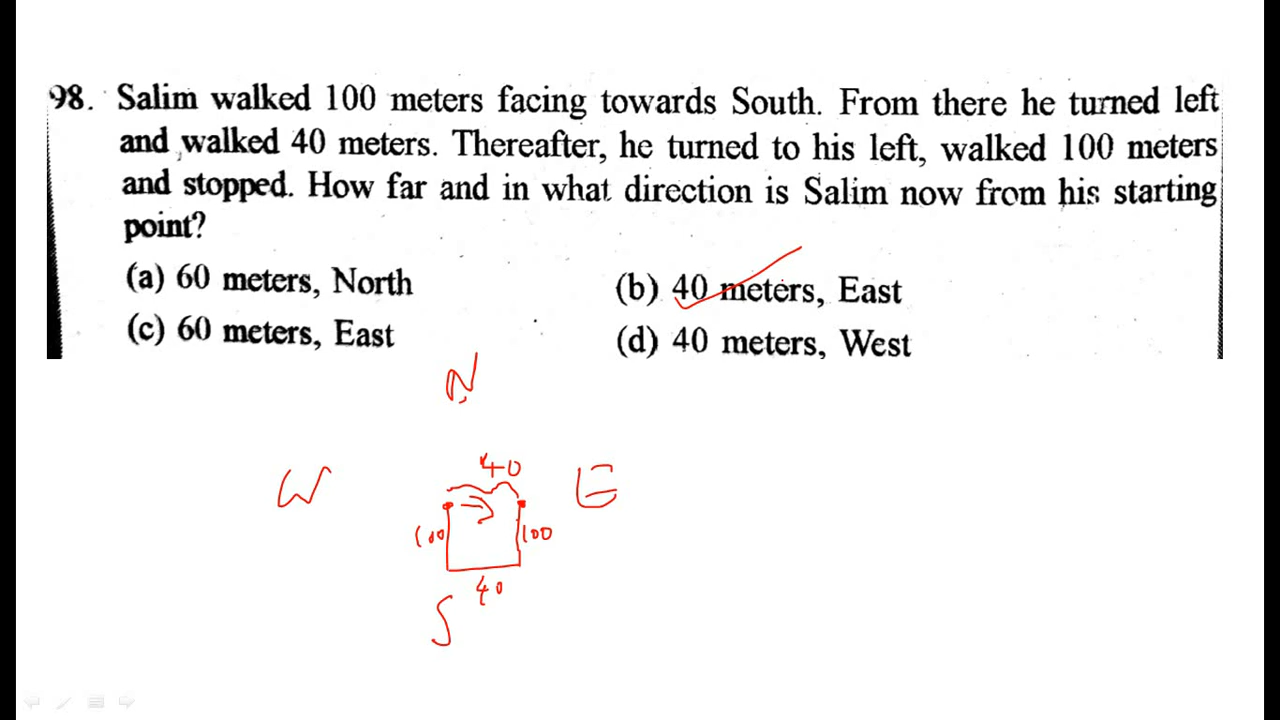 98. Salim walked 100 meters facing towards South. From there he turned left
and walked 40 meters. Thereafter, he turned to his left, walked 100 meters
and stopped. How far and in what direction is Salim now from his starting
point?
(a) 60 meters, North (b) 40 meters, East
(c) 60 meters, East (d) 40 meters, West
N
W 40 E
100 100
40
S